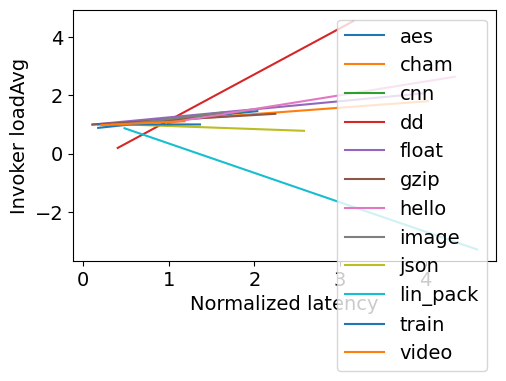 4
2
0
−2
Invoker loadAvg
0
1
2
3
4
Normalized latency
aes
cham
cnn
dd
float
gzip
hello
image
json
lin_pack
train
video